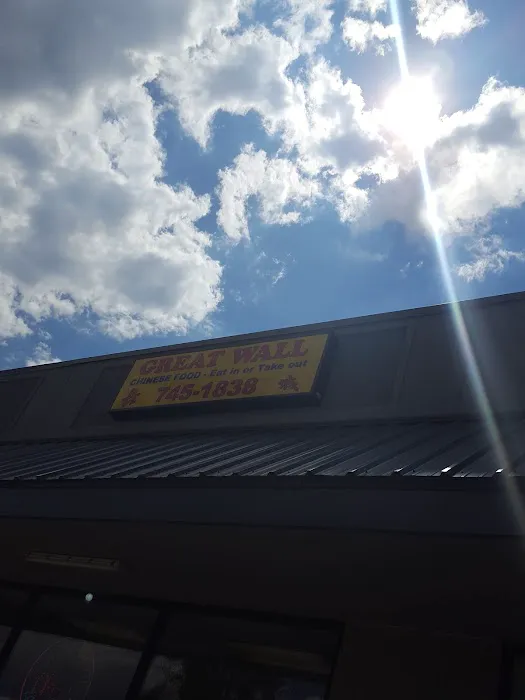 GREAT WALL
CHINESE FOOD - Eat in or Take out
745-1838